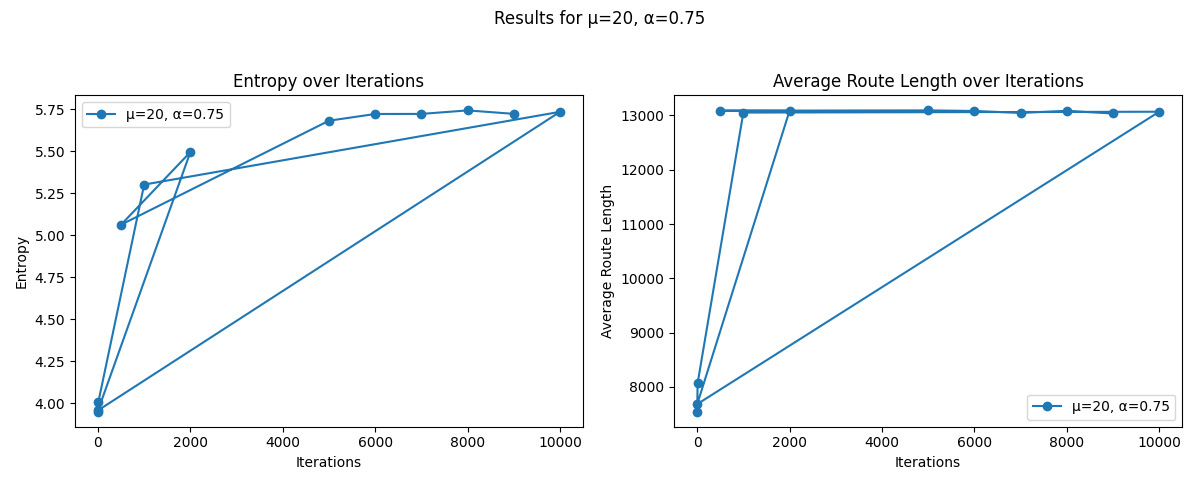 Results for μ=20, α=0.75
Entropy over Iterations
Entropy
5.75
5.50
5.25
5.00
4.75
4.50
4.25
4.00
μ=20, α=0.75
0
2000
4000
6000
8000
10000
Iterations
Average Route Length over Iterations
Average Route Length
13000
12000
11000
10000
9000
8000
μ=20, α=0.75
0
2000
4000
6000
8000
10000
Iterations